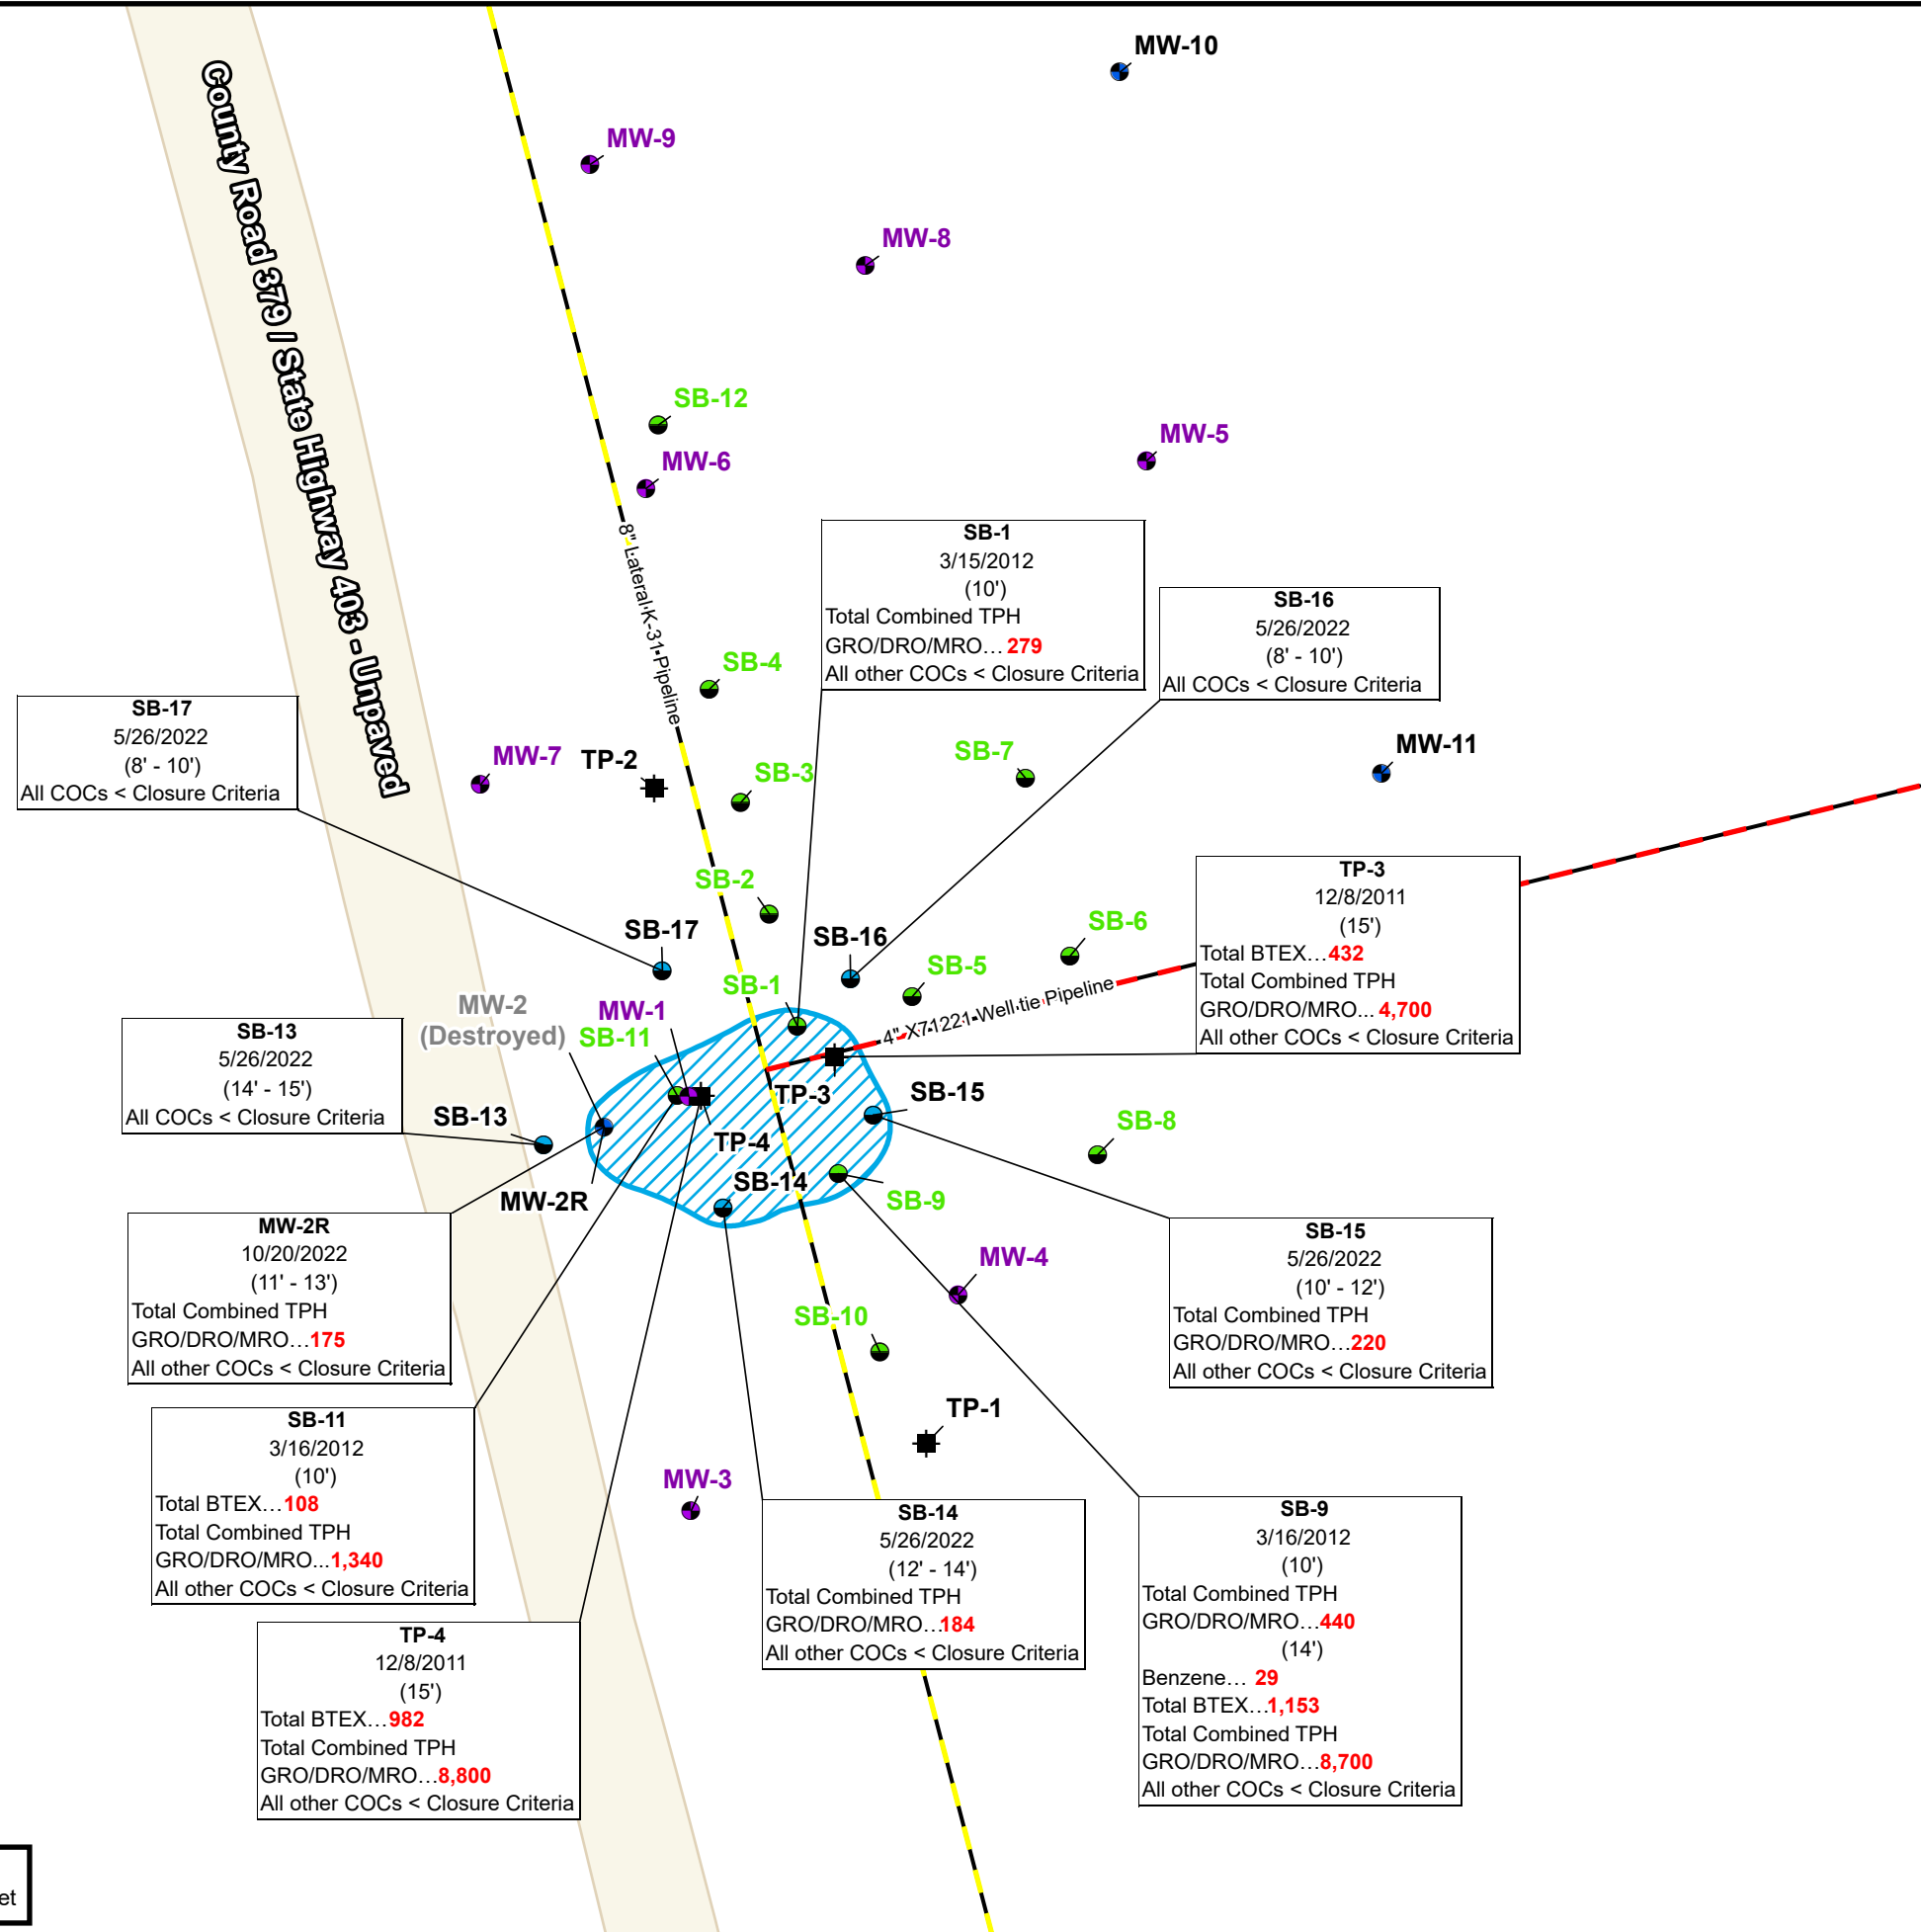 MW-10
MW-9
MW-8
County Road 379 / State Highway 403 - Unpaved
SB-12
MW-6
MW-5
8" Lateral K-31 Pipeline
SB-1
3/15/2012
(10')
Total Combined TPH
GRO/DRO/MRO... 279
All other COCs < Closure Criteria
SB-16
5/26/2022
(8' - 10')
All COCs < Closure Criteria
SB-4
SB-17
5/26/2022
(8' - 10')
All COCs < Closure Criteria
MW-7
TP-2
SB-3
SB-7
MW-11
SB-2
TP-3
12/8/2011
(15')
Total BTEX...432
Total Combined TPH
GRO/DRO/MRO... 4,700
All other COCs < Closure Criteria
SB-17
SB-16
SB-6
SB-5
SB-1
4" X71221 Well tie Pipeline
MW-2
(Destroyed)
MW-1
SB-11
SB-13
5/26/2022
(14' - 15')
All COCs < Closure Criteria
SB-13
TP-3
SB-15
TP-4
SB-8
SB-14
MW-2R
SB-9
MW-2R
10/20/2022
(11' - 13')
Total Combined TPH
GRO/DRO/MRO...175
All other COCs < Closure Criteria
SB-15
5/26/2022
(10' - 12')
Total Combined TPH
GRO/DRO/MRO...220
All other COCs < Closure Criteria
MW-4
SB-10
TP-1
SB-11
3/16/2012
(10')
Total BTEX...108
Total Combined TPH
GRO/DRO/MRO...1,340
All other COCs < Closure Criteria
MW-3
SB-14
5/26/2022
(12' - 14')
Total Combined TPH
GRO/DRO/MRO...184
All other COCs < Closure Criteria
SB-9
3/16/2012
(10')
Total Combined TPH
GRO/DRO/MRO...440
(14')
Benzene... 29
Total BTEX...1,153
Total Combined TPH
GRO/DRO/MRO...8,700
All other COCs < Closure Criteria
TP-4
12/8/2011
(15')
Total BTEX...982
Total Combined TPH
GRO/DRO/MRO...8,800
All other COCs < Closure Criteria
et